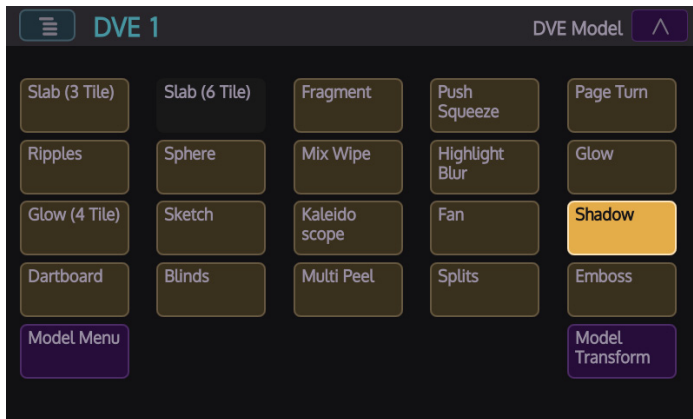 DVE 1
DVE Model
Slab (3 Tile)
Slab (6 Tile)
Fragment
Push
Squeeze
Page Turn
Ripples
Sphere
Mix Wipe
Highlight
Blur
Glow
Glow (4 Tile)
Sketch
Kaleido
scope
Fan
Shadow
Dartboard
Blinds
Multi Peel
Splits
Emboss
Model Menu
Model
Transform